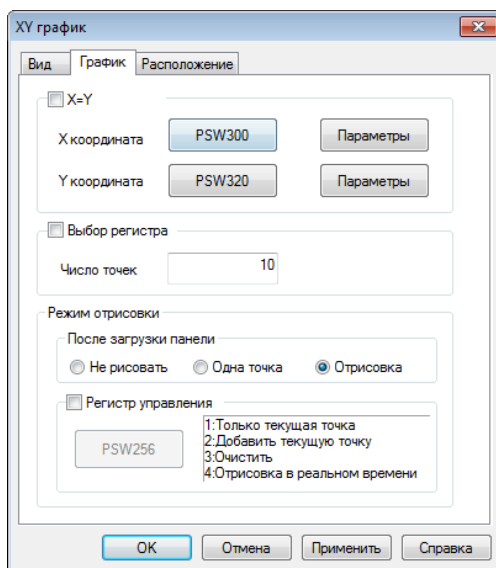 XY график
Вид График Расположение
X=Y
X координата PSW300 Параметры
Y координата PSW320 Параметры
Выбор регистра
Число точек 10
Режим отрисовки
После загрузки панели
Не рисовать Одна точка Отрисовка
Регистр управления
PSW256
1:Только текущая точка
2:Добавить текущую точку
3:Очистить
4:Отрисовка в реальном времени
OK Отмена Применить Справка